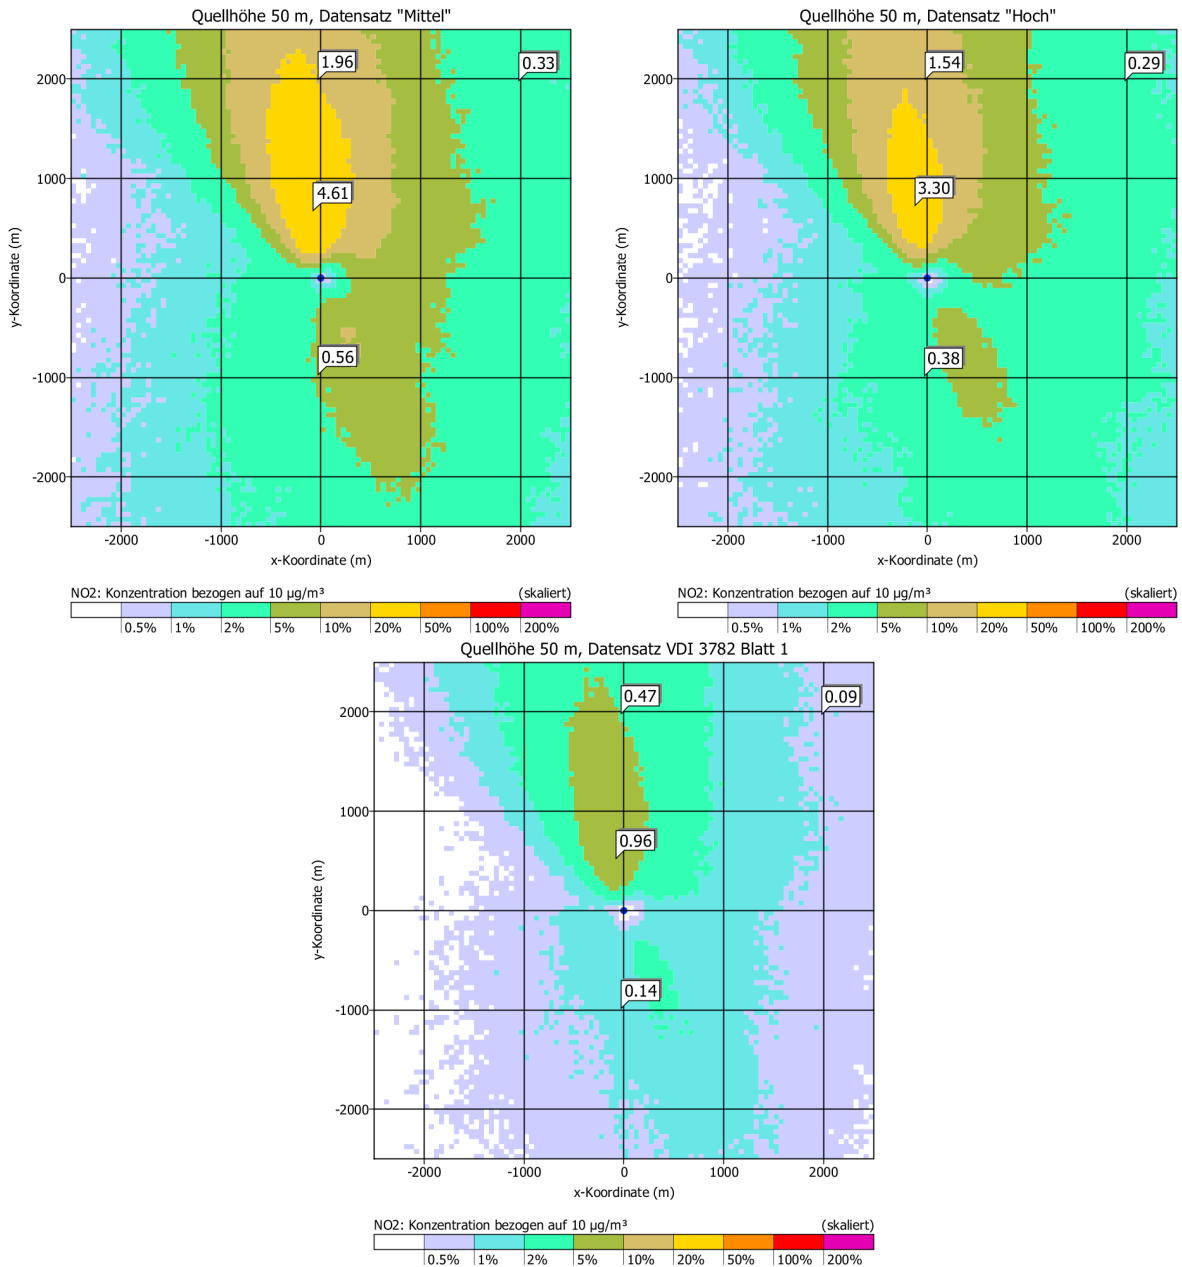 Quellhöhe 50 m, Datensatz "Mittel"
1.96
0.33
4.61
0.56
2000
1000
0
-1000
-2000
y-Koordinate (m)
-2000 -1000 0 1000 2000
x-Koordinate (m)
NO2: Konzentration bezogen auf 10 µg/m³ (skaliert)
0.5% 1% 2% 5% 10% 20% 50% 100% 200%
Quellhöhe 50 m, Datensatz "Hoch"
1.54
0.29
3.30
0.38
2000
1000
0
-1000
-2000
y-Koordinate (m)
-2000 -1000 0 1000 2000
x-Koordinate (m)
NO2: Konzentration bezogen auf 10 µg/m³ (skaliert)
0.5% 1% 2% 5% 10% 20% 50% 100% 200%
Quellhöhe 50 m, Datensatz VDI 3782 Blatt 1
0.47
0.09
0.96
0.14
2000
1000
0
-1000
-2000
y-Koordinate (m)
-2000 -1000 0 1000 2000
x-Koordinate (m)
NO2: Konzentration bezogen auf 10 µg/m³ (skaliert)
0.5% 1% 2% 5% 10% 20% 50% 100% 200%